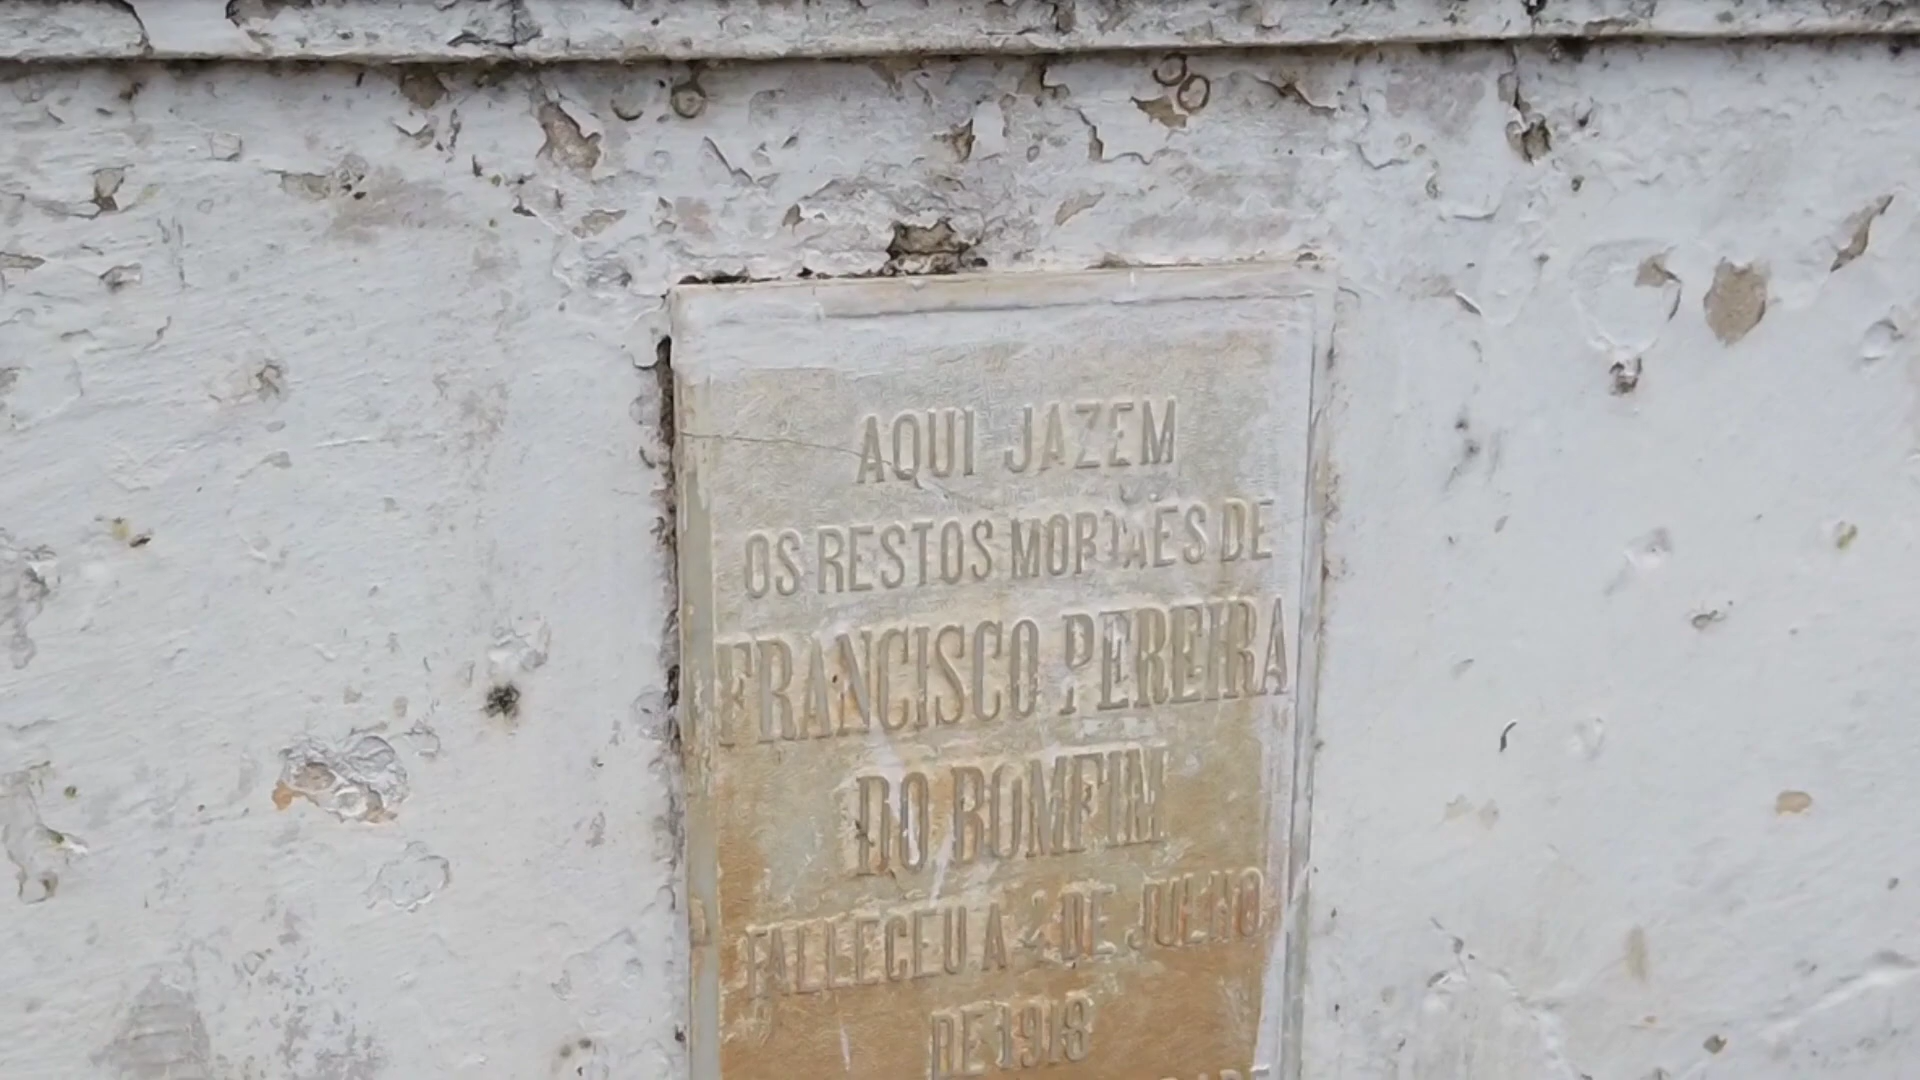 AQUI JAZEM
OS RESTOS MORTAES DE
FRANCISCO PEREIRA
DO BOMFIM
FALLECEU A DE JULHO
DE 1918